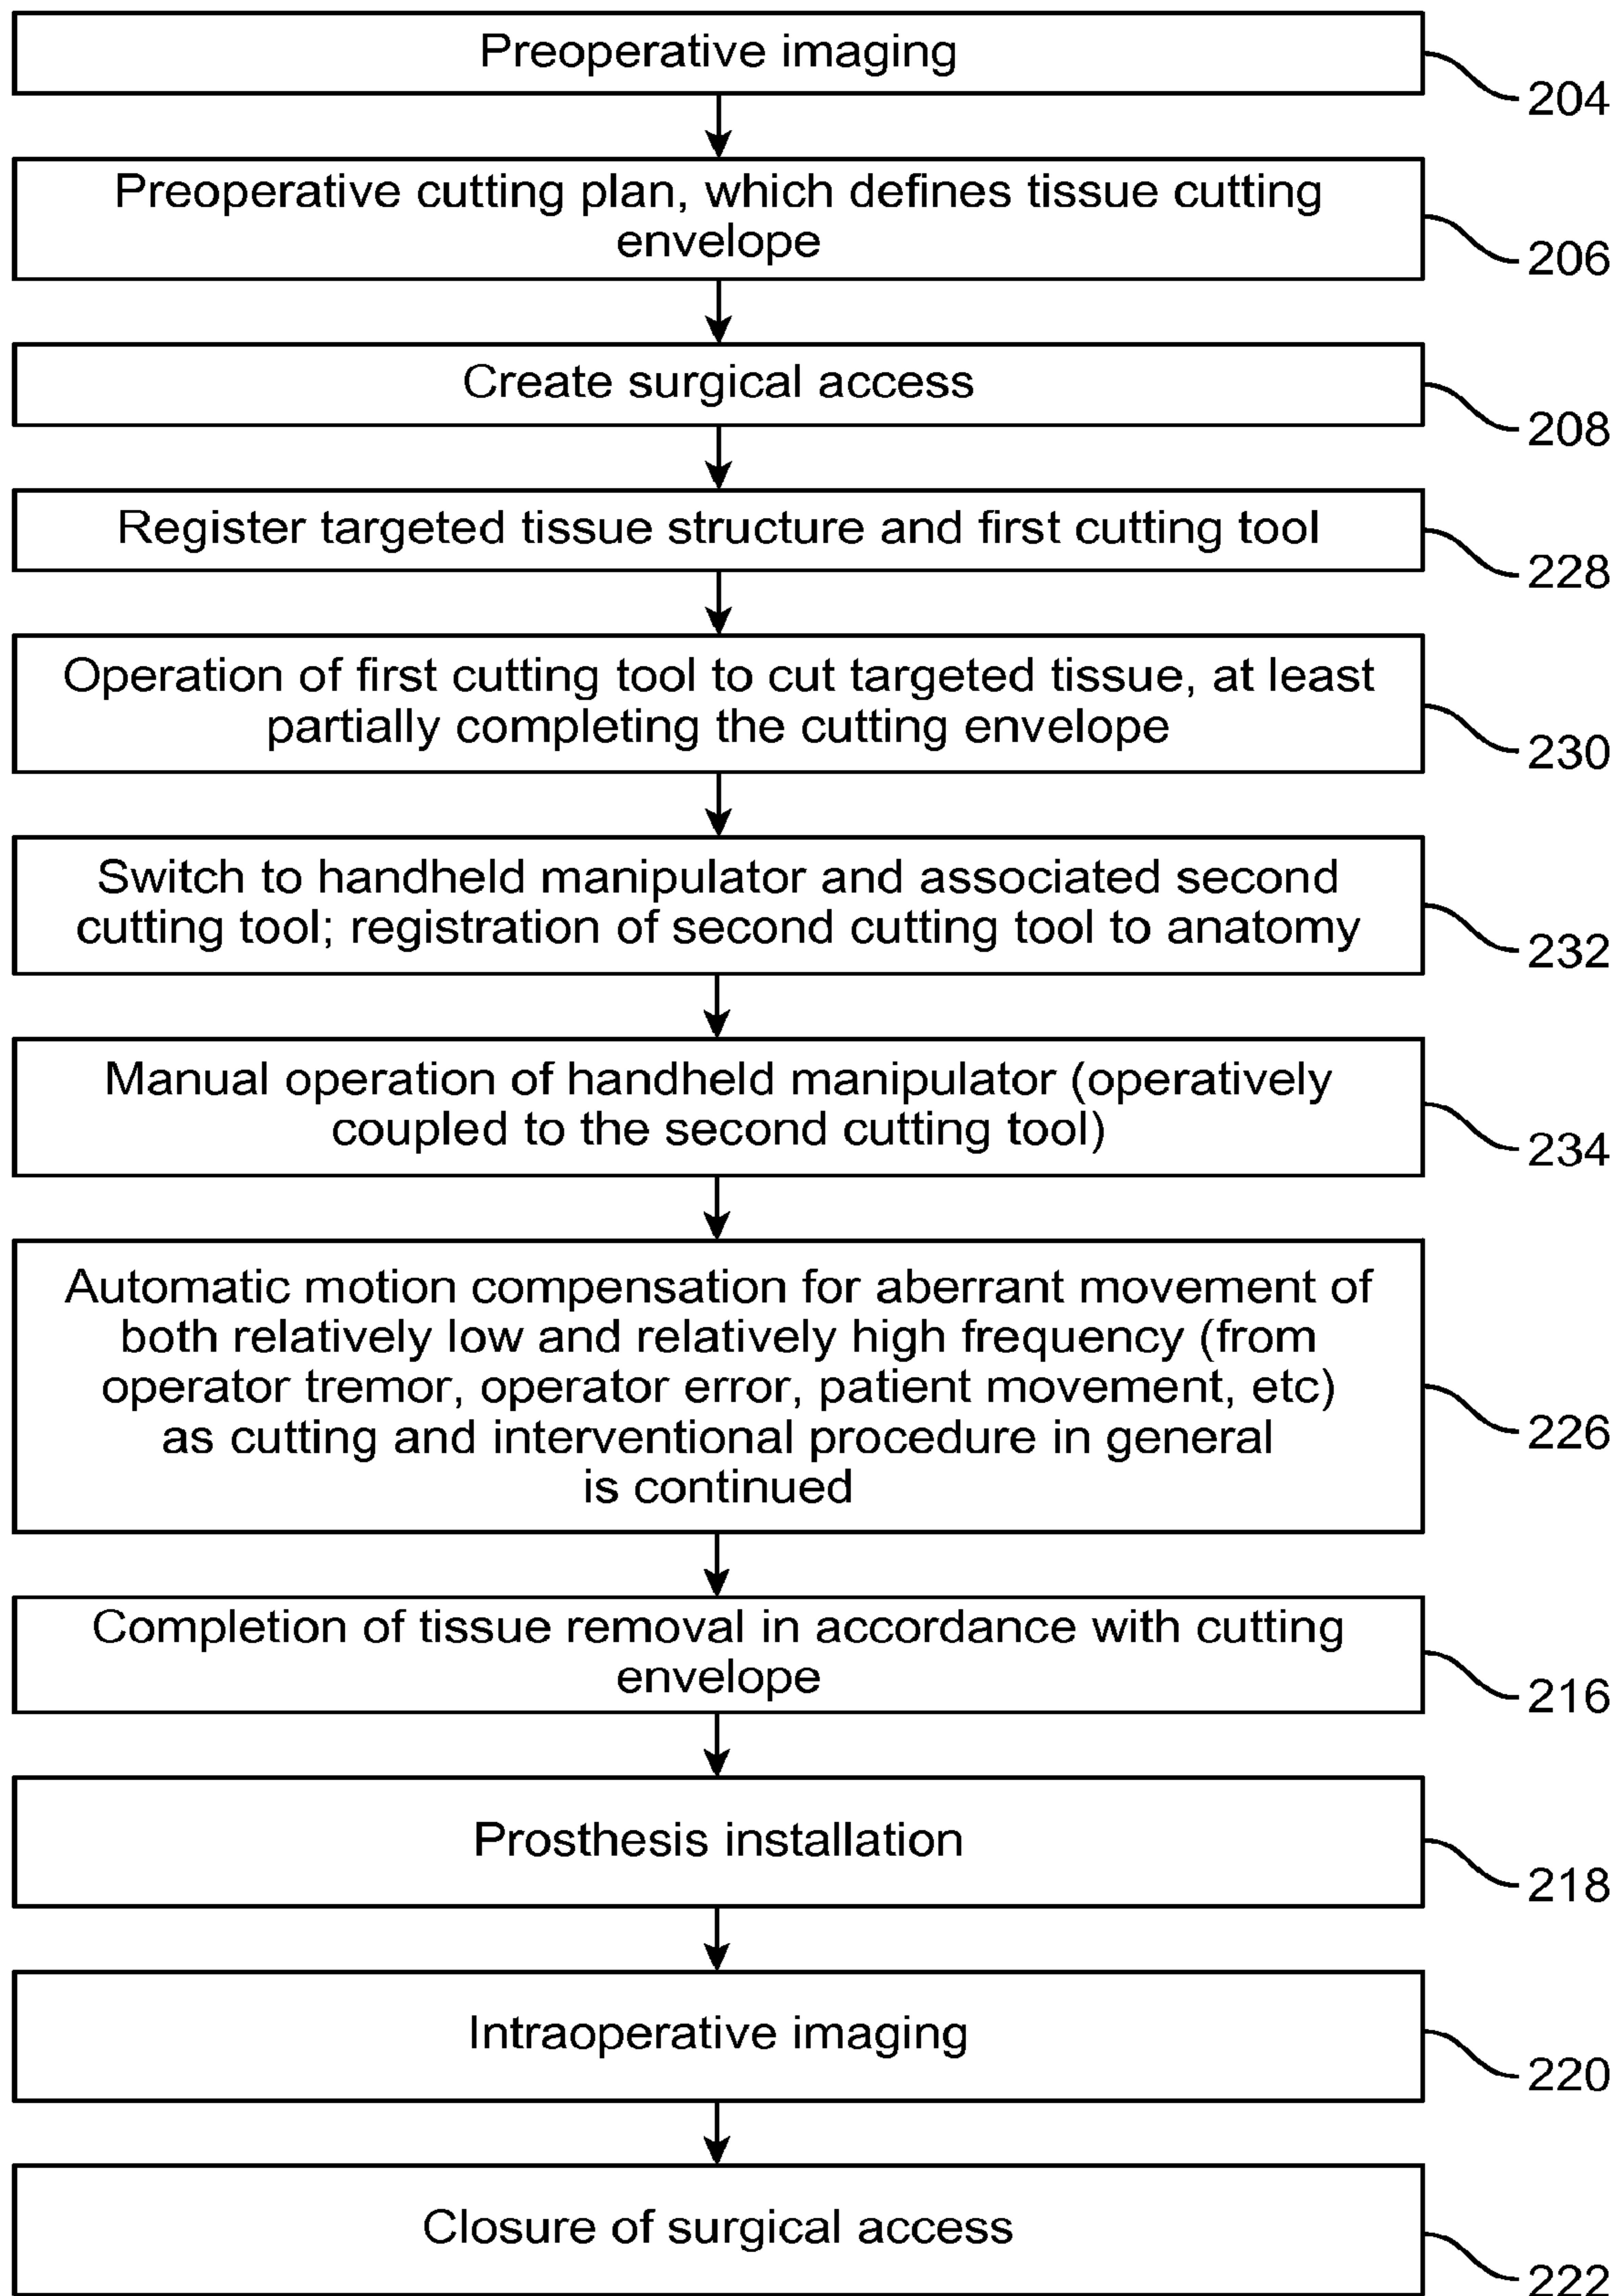 Preoperative imaging
204
Preoperative cutting plan, which defines tissue cutting
envelope
206
Create surgical access
208
Register targeted tissue structure and first cutting tool
228
Operation of first cutting tool to cut targeted tissue, at least
partially completing the cutting envelope
230
Switch to handheld manipulator and associated second
cutting tool; registration of second cutting tool to anatomy
232
Manual operation of handheld manipulator (operatively
coupled to the second cutting tool)
234
Automatic motion compensation for aberrant movement of
both relatively low and relatively high frequency (from
operator tremor, operator error, patient movement, etc)
as cutting and interventional procedure in general
is continued
226
Completion of tissue removal in accordance with cutting
envelope
216
Prosthesis installation
218
Intraoperative imaging
220
Closure of surgical access
222